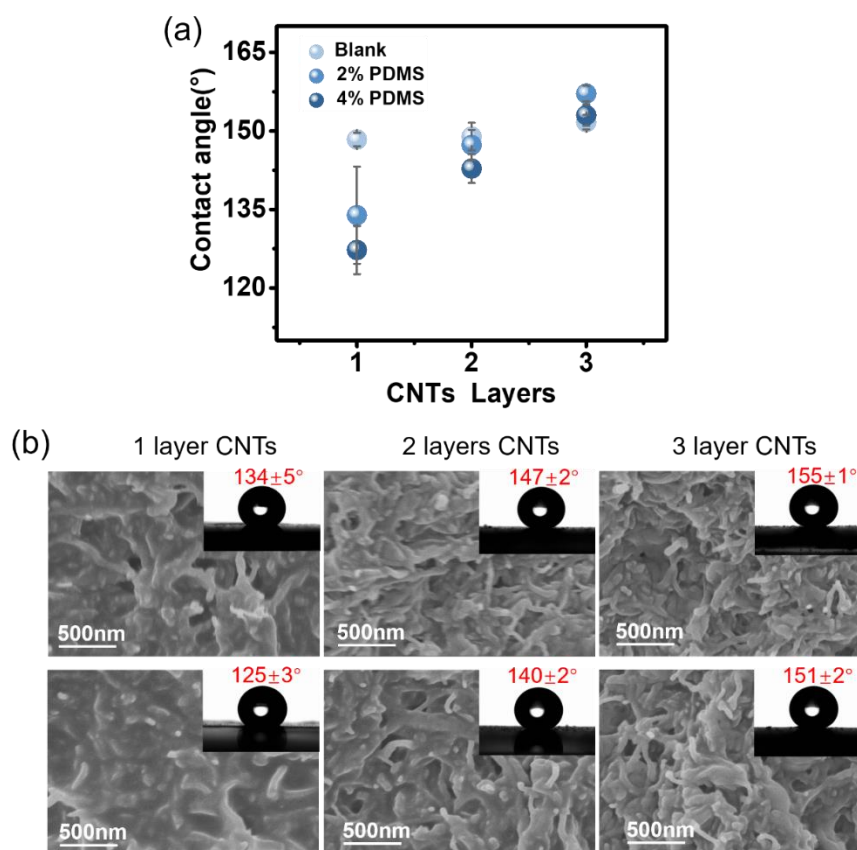 (a)
165
150
135
120
Contact angle(°)
Blank
2% PDMS
4% PDMS
1 2 3
CNTs Layers
(b)
1 layer CNTs 2 layers CNTs 3 layer CNTs
134±5° 147±2° 155±1°
500nm 500nm 500nm
125±3° 140±2° 151±2°
500nm 500nm 500nm